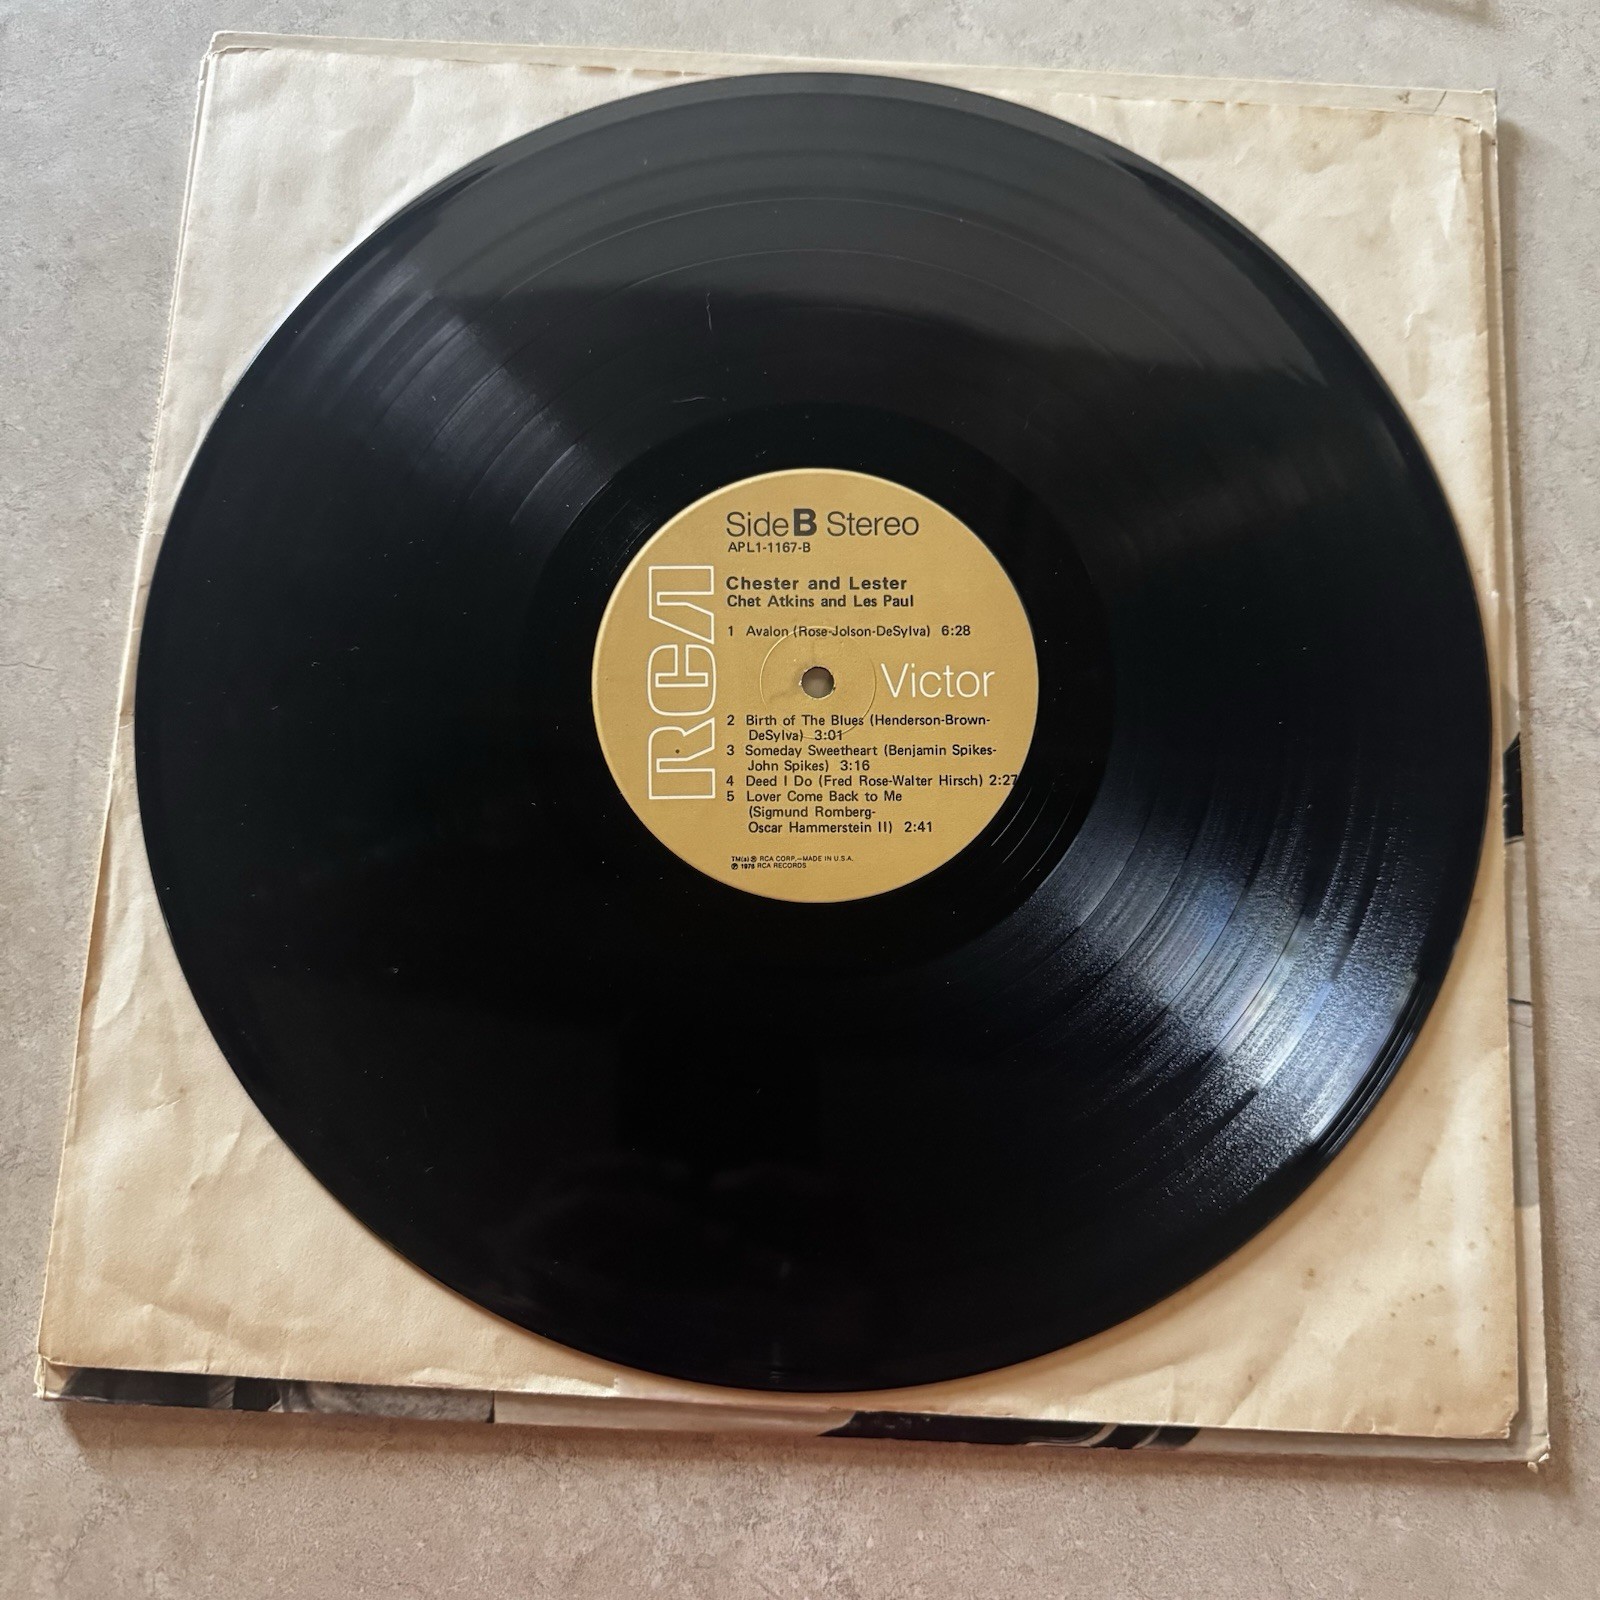 Side B Stereo
APL1-1167-B
Chester and Lester
Chet Atkins and Les Paul
1 Avalon (Rose-Jolson-DeSylva) 6:28
RCA
Victor
2 Birth of The Blues (Henderson-Brown-
DeSylva) 3:01
3 Someday Sweetheart (Benjamin Spikes-
John Spikes) 3:16
4 Deed I Do (Fred Rose-Walter Hirsch) 2:27
5 Lover Come Back to Me
(Sigmund Romberg-
Oscar Hammerstein II) 2:41
TM(s) ® RCA CORP.—MADE IN U.S.A.
℗ 1976 RCA RECORDS